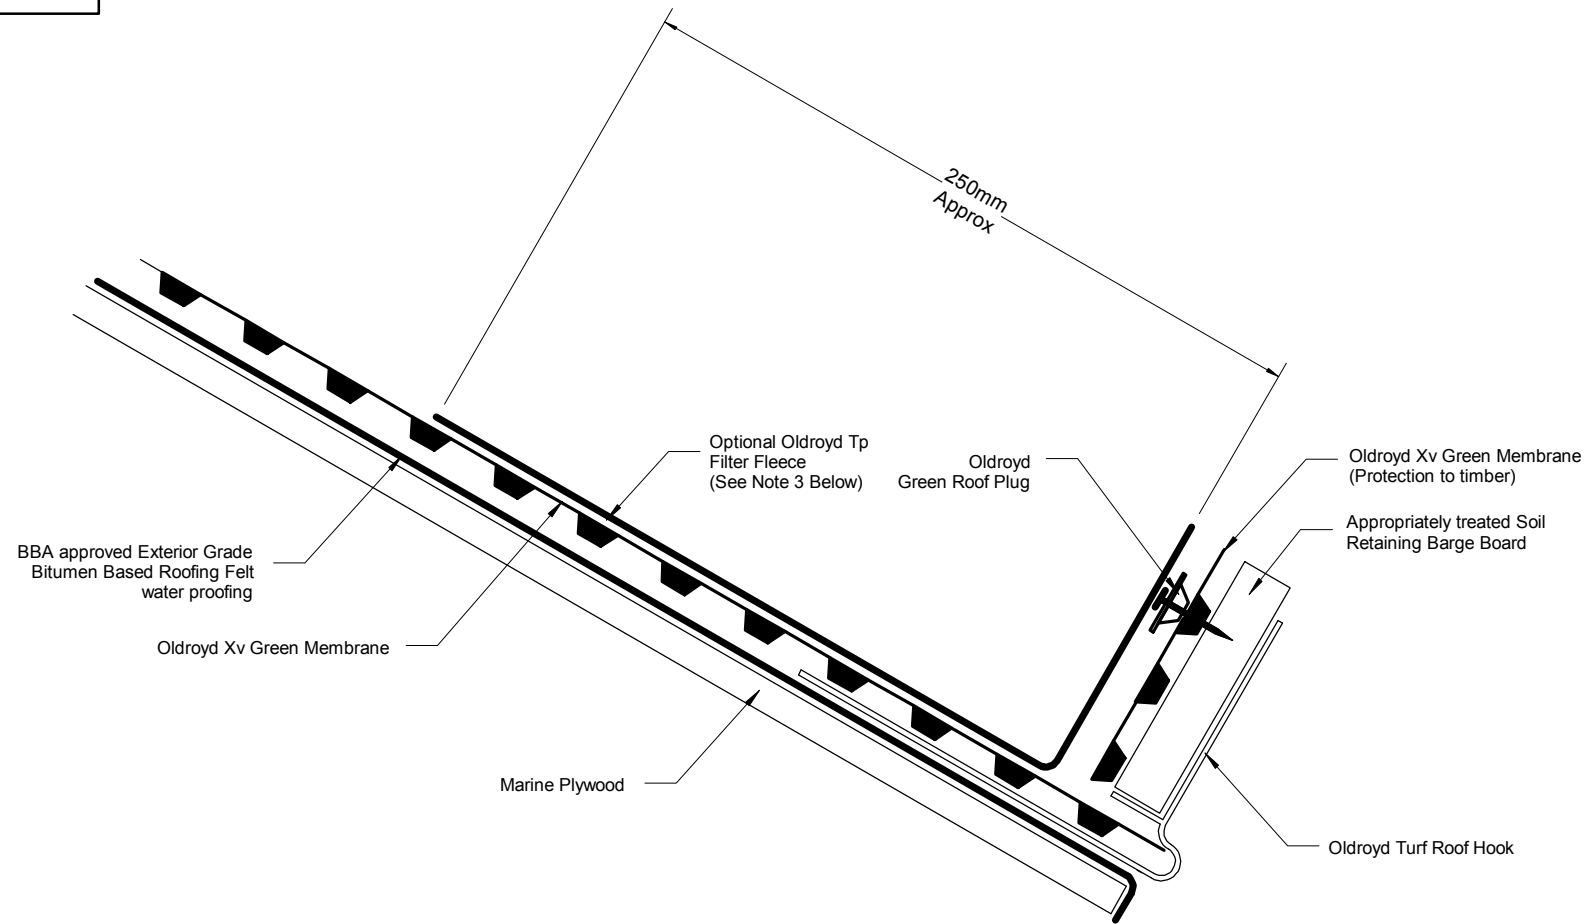 250mm
Approx
Optional Oldroyd Tp
Filter Fleece
(See Note 3 Below)
Oldroyd
Green Roof Plug
Oldroyd Xv Green Membrane
(Protection to timber)
Appropriately treated Soil
Retaining Barge Board
BBA approved Exterior Grade
Bitumen Based Roofing Felt
water proofing
Oldroyd Xv Green Membrane
Marine Plywood
Oldroyd Turf Roof Hook